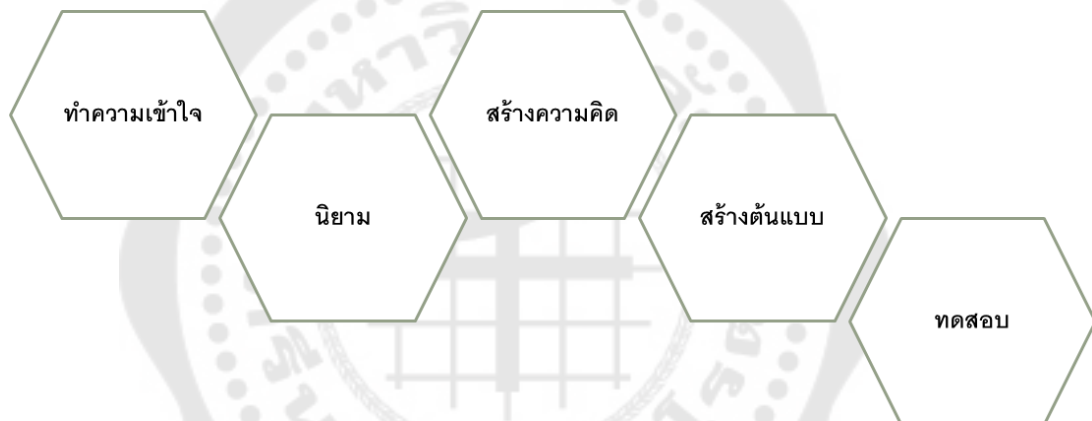 ทำความเข้าใจ
นิยาม
สร้างความคิด
สร้างต้นแบบ
ทดสอบ